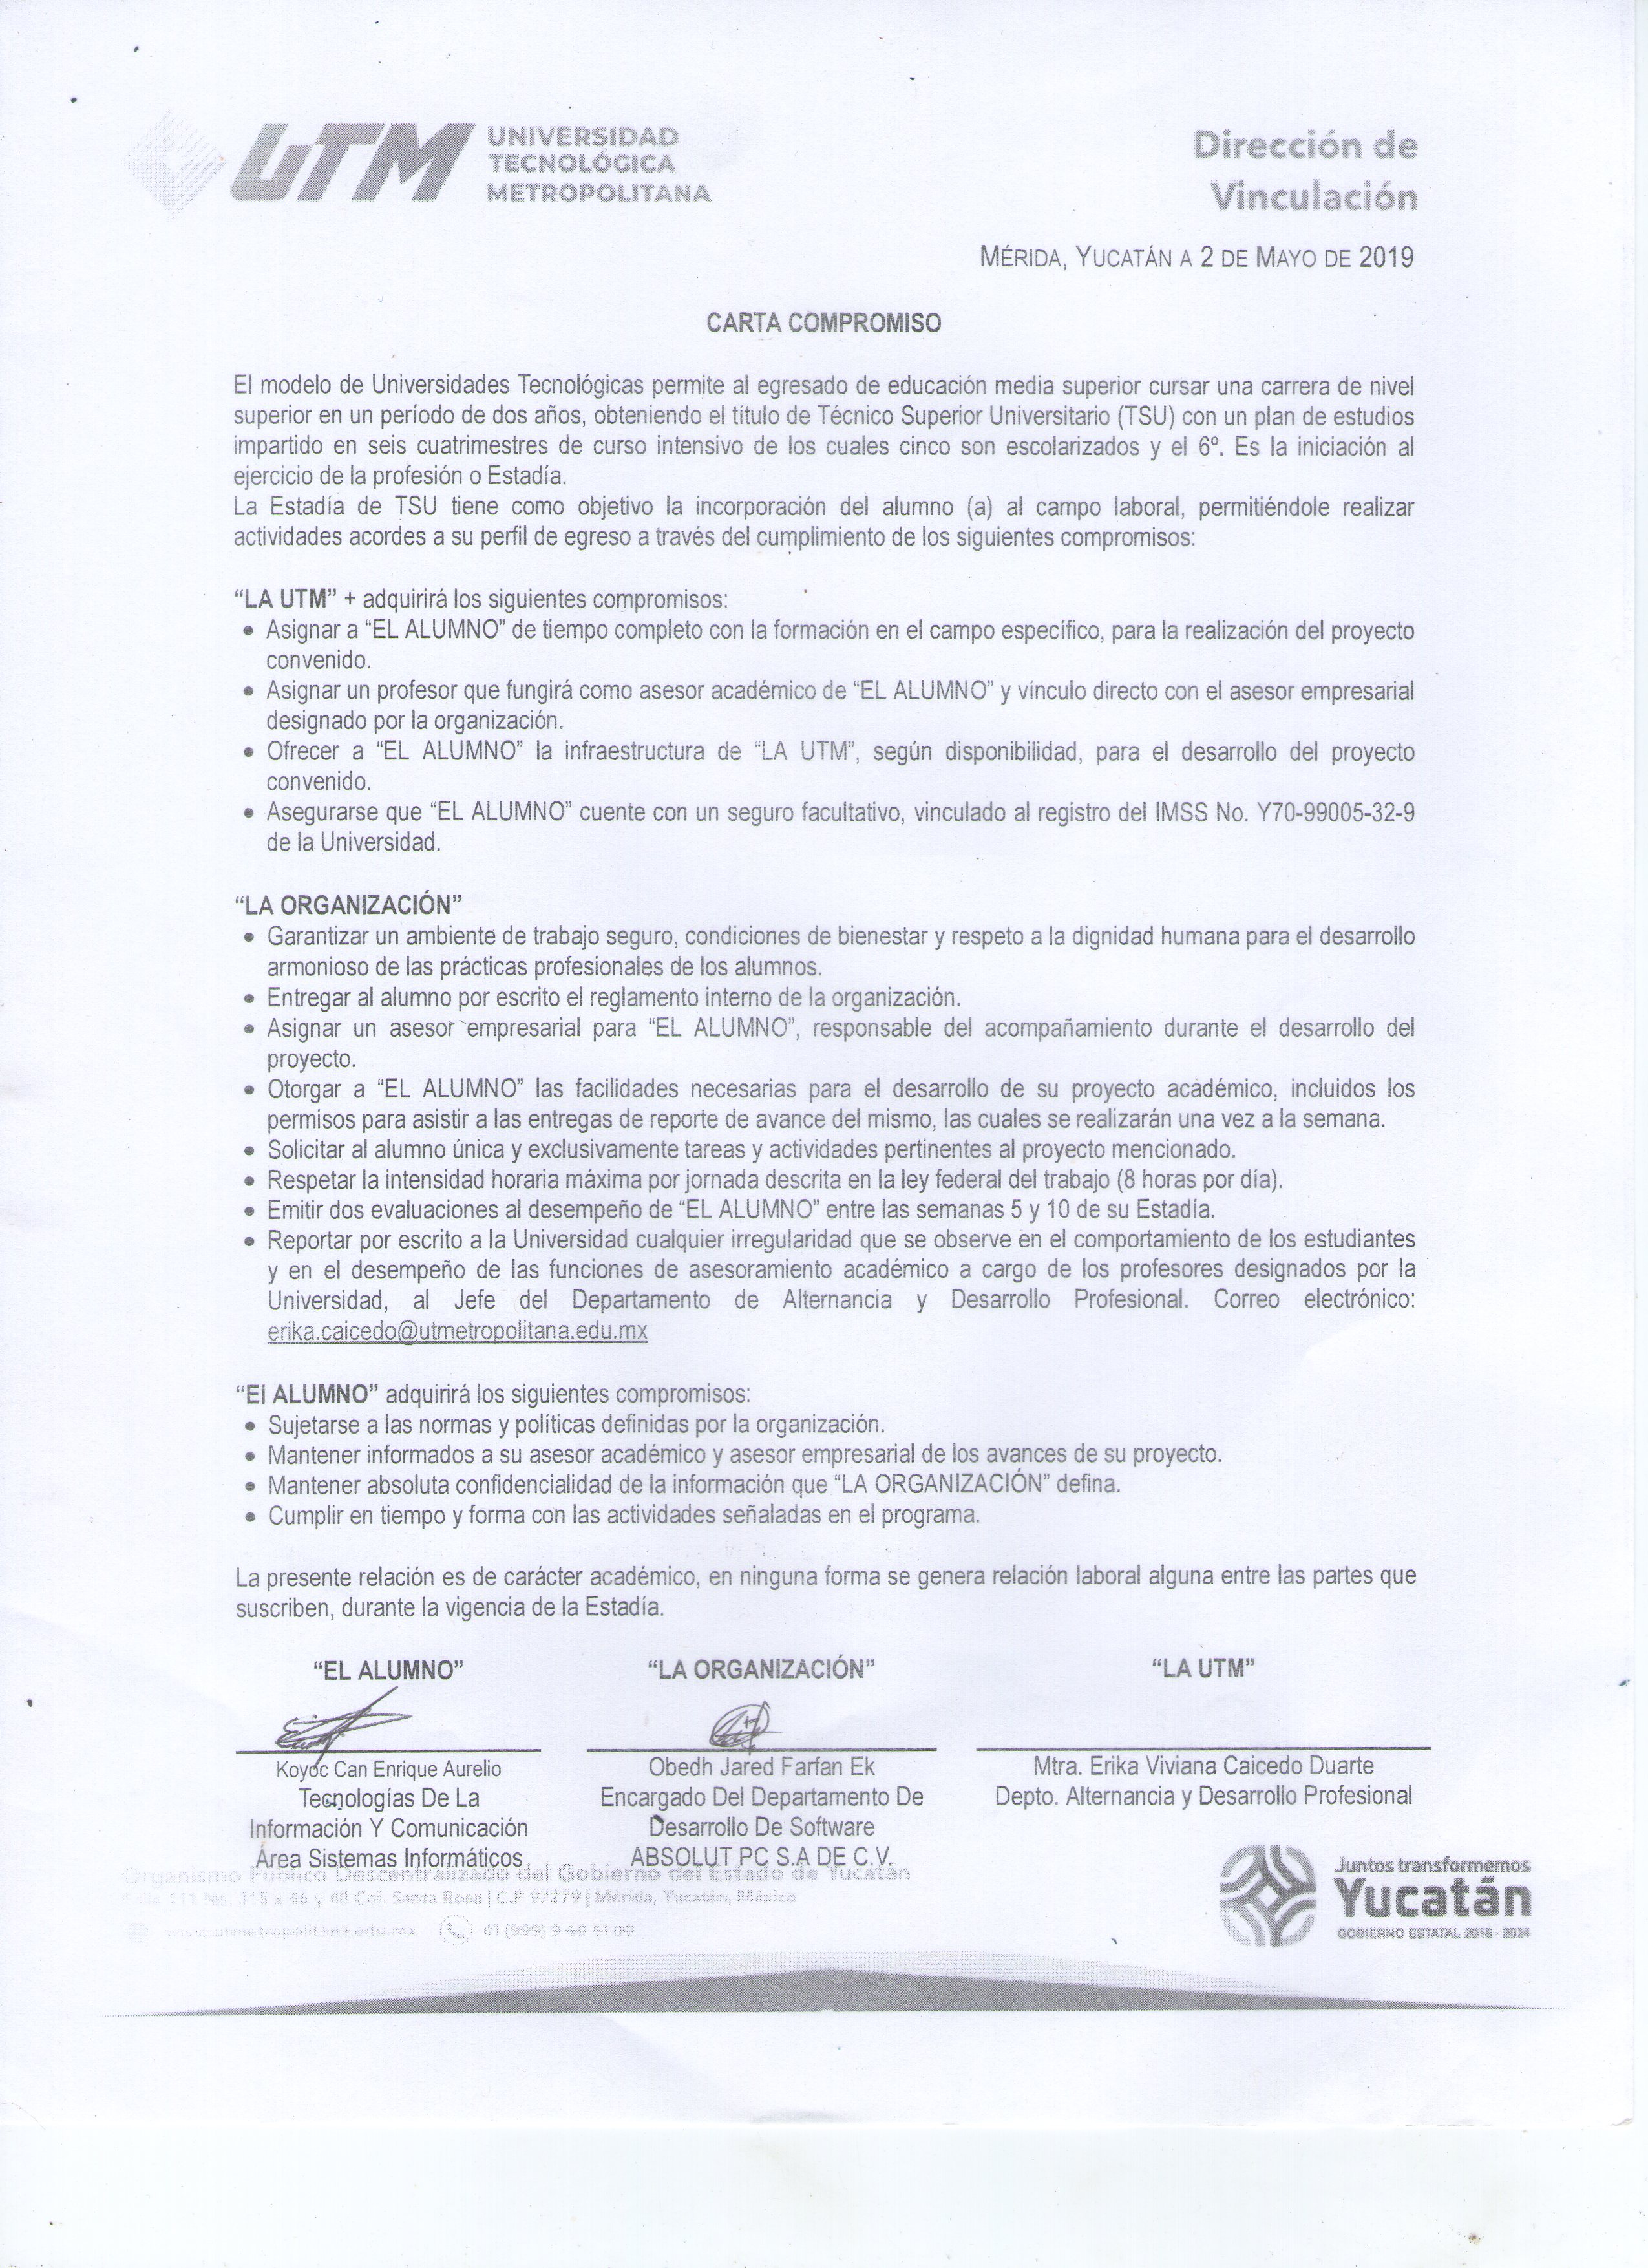 UTM UNIVERSIDAD
TECNOLÓGICA
METROPOLITANA
Dirección de
Vinculación
MÉRIDA, YUCATÁN A 2 DE MAYO DE 2019
CARTA COMPROMISO
El modelo de Universidades Tecnológicas permite al egresado de educación media superior cursar una carrera de nivel
superior en un período de dos años, obteniendo el título de Técnico Superior Universitario (TSU) con un plan de estudios
impartido en seis cuatrimestres de curso intensivo de los cuales cinco son escolarizados y el 6º. Es la iniciación al
ejercicio de la profesión o Estadía.
La Estadía de TSU tiene como objetivo la incorporación del alumno (a) al campo laboral, permitiéndole realizar
actividades acordes a su perfil de egreso a través del cumplimiento de los siguientes compromisos:
“LA UTM” + adquirirá los siguientes compromisos:
• Asignar a “EL ALUMNO” de tiempo completo con la formación en el campo específico, para la realización del proyecto
convenido.
• Asignar un profesor que fungirá como asesor académico de “EL ALUMNO” y vínculo directo con el asesor empresarial
designado por la organización.
• Ofrecer a “EL ALUMNO” la infraestructura de “LA UTM”, según disponibilidad, para el desarrollo del proyecto
convenido.
• Asegurarse que “EL ALUMNO” cuente con un seguro facultativo, vinculado al registro del IMSS No. Y70-99005-32-9
de la Universidad.
“LA ORGANIZACIÓN”
• Garantizar un ambiente de trabajo seguro, condiciones de bienestar y respeto a la dignidad humana para el desarrollo
armonioso de las prácticas profesionales de los alumnos.
• Entregar al alumno por escrito el reglamento interno de la organización.
• Asignar un asesor empresarial para “EL ALUMNO”, responsable del acompañamiento durante el desarrollo del
proyecto.
• Otorgar a “EL ALUMNO” las facilidades necesarias para el desarrollo de su proyecto académico, incluidos los
permisos para asistir a las entregas de reporte de avance del mismo, las cuales se realizarán una vez a la semana.
• Solicitar al alumno única y exclusivamente tareas y actividades pertinentes al proyecto mencionado.
• Respetar la intensidad horaria máxima por jornada descrita en la ley federal del trabajo (8 horas por día).
• Emitir dos evaluaciones al desempeño de “EL ALUMNO” entre las semanas 5 y 10 de su Estadía.
• Reportar por escrito a la Universidad cualquier irregularidad que se observe en el comportamiento de los estudiantes
y en el desempeño de las funciones de asesoramiento académico a cargo de los profesores designados por la
Universidad, al Jefe del Departamento de Alternancia y Desarrollo Profesional. Correo electrónico:
erika.caicedo@utmetropolitana.edu.mx
“El ALUMNO” adquirirá los siguientes compromisos:
• Sujetarse a las normas y políticas definidas por la organización.
• Mantener informados a su asesor académico y asesor empresarial de los avances de su proyecto.
• Mantener absoluta confidencialidad de la información que “LA ORGANIZACIÓN” defina.
• Cumplir en tiempo y forma con las actividades señaladas en el programa.
La presente relación es de carácter académico, en ninguna forma se genera relación laboral alguna entre las partes que
suscriben, durante la vigencia de la Estadía.
“EL ALUMNO” “LA ORGANIZACIÓN” “LA UTM”
Koyoc Can Enrique Aurelio
Tecnologías De La
Información Y Comunicación
Área Sistemas Informáticos
Obedh Jared Farfan Ek
Encargado Del Departamento De
Desarrollo De Software
ABSOLUT PC S.A DE C.V.
Mtra. Erika Viviana Caicedo Duarte
Depto. Alternancia y Desarrollo Profesional
Organismo Público Descentralizado del Gobierno del Estado de Yucatán
Calle 111 No. 315 x 46 y 48 Col. Santa Rosa | C.P 97279 | Mérida, Yucatán, México
www.utmetropolitana.edu.mx 01 (999) 9 40 61 00
Juntos transformemos
Yucatán
GOBIERNO ESTATAL 2018 - 2024